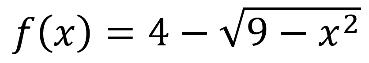 f(x) = 4 − √(9 − x²)